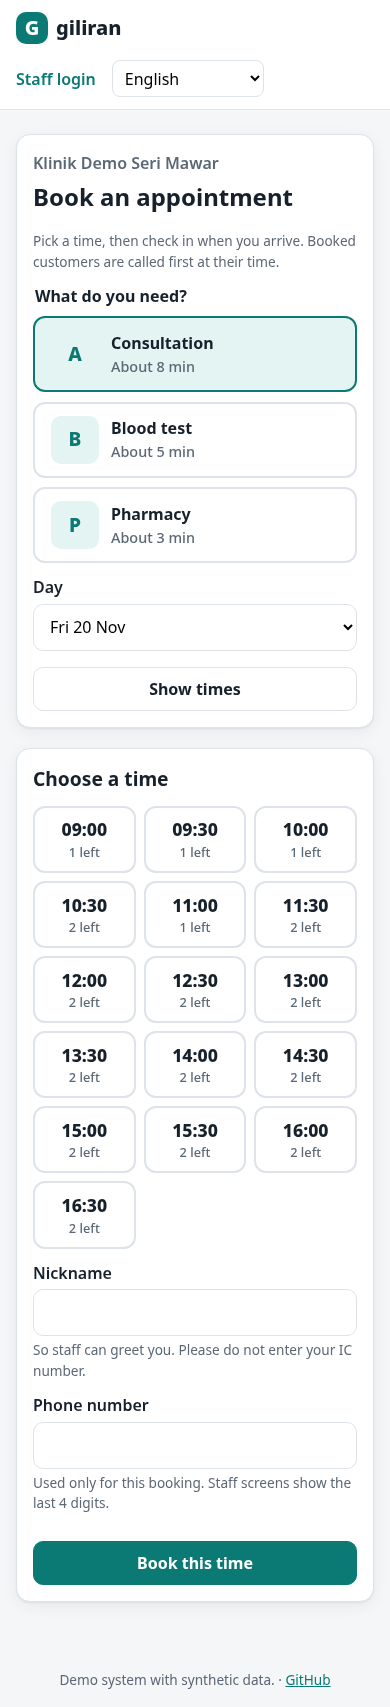 G giliran
Staff login English
Klinik Demo Seri Mawar
Book an appointment
Pick a time, then check in when you arrive. Booked
customers are called first at their time.
What do you need?
A Consultation
About 8 min
B Blood test
About 5 min
P Pharmacy
About 3 min
Day
Fri 20 Nov
Show times
Choose a time
09:00 09:30 10:00
1 left 1 left 1 left
10:30 11:00 11:30
2 left 1 left 2 left
12:00 12:30 13:00
2 left 2 left 2 left
13:30 14:00 14:30
2 left 2 left 2 left
15:00 15:30 16:00
2 left 2 left 2 left
16:30
2 left
Nickname
So staff can greet you. Please do not enter your IC
number.
Phone number
Used only for this booking. Staff screens show the
last 4 digits.
Book this time
Demo system with synthetic data. · GitHub